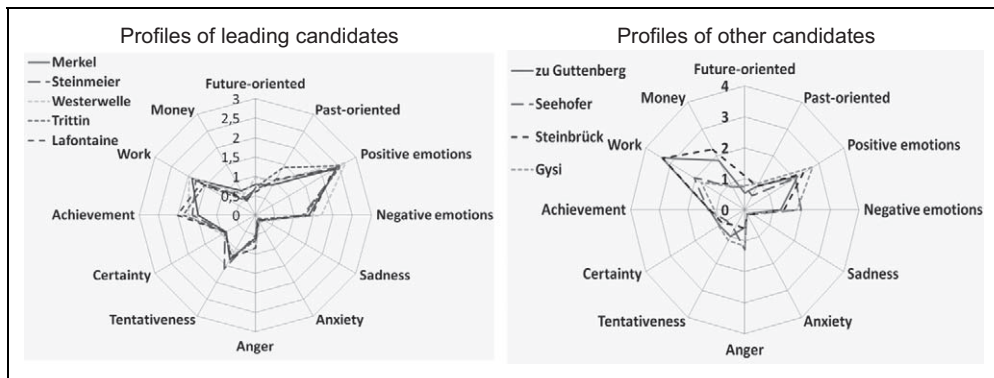 Profiles of leading candidates
Merkel
Steinmeier
Westerwelle
Trittin
Lafontaine
Future-oriented
Past-oriented
Positive emotions
Negative emotions
Sadness
Anxiety
Anger
Tentativeness
Certainty
Achievement
Work
Money
3
2,5
2
1,5
1
0,5
0
Profiles of other candidates
zu Guttenberg
Seehofer
Steinbrück
Gysi
Future-oriented
Past-oriented
Positive emotions
Negative emotions
Sadness
Anxiety
Anger
Tentativeness
Certainty
Achievement
Work
Money
4
3
2
1
0